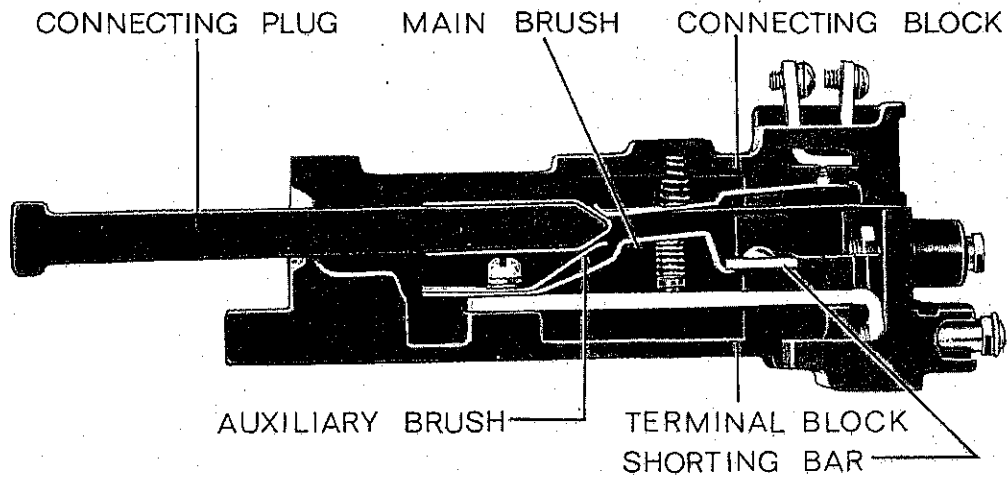 CONNECTING PLUG MAIN BRUSH CONNECTING BLOCK
AUXILIARY BRUSH TERMINAL BLOCK
SHORTING BAR